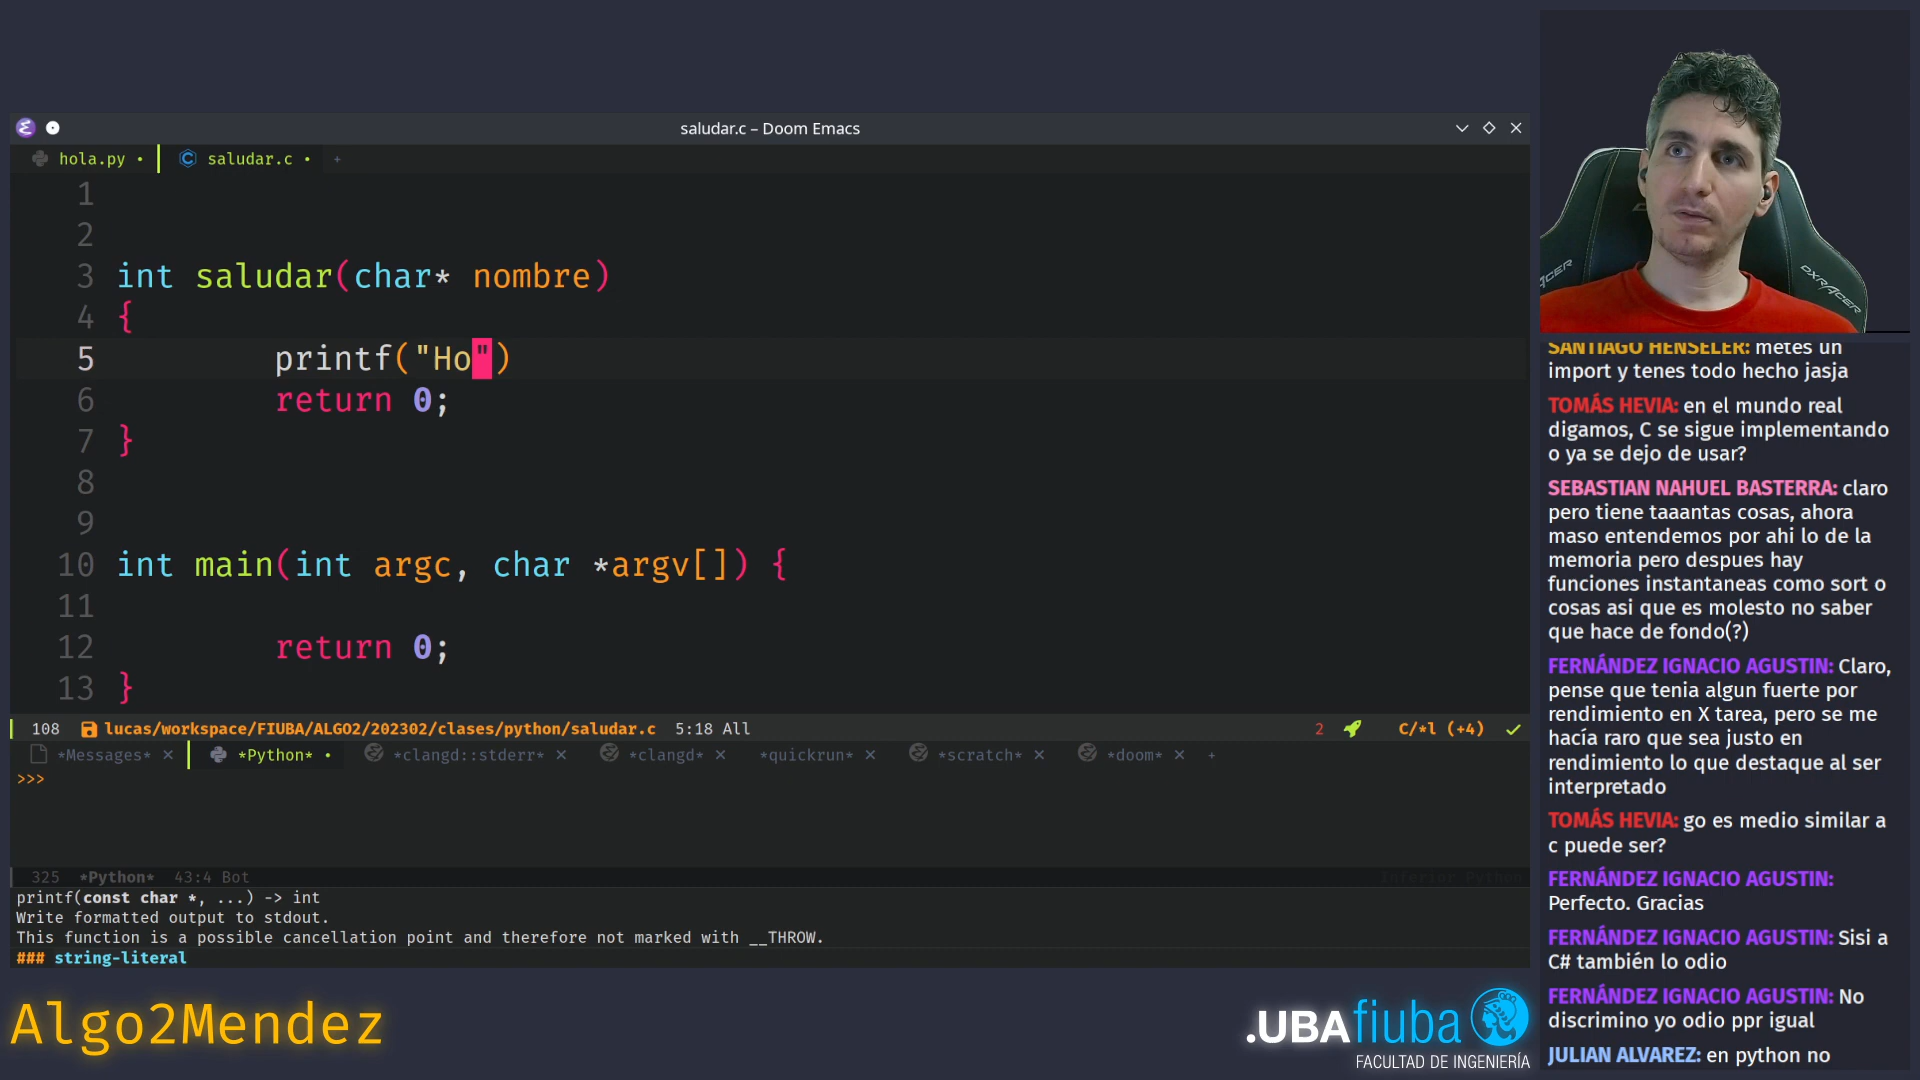 saludar.c – Doom Emacs
hola.py • saludar.c • +
1
2
3 int saludar(char* nombre)
4 {
5 printf("Ho")
6 return 0;
7 }
8
9
10 int main(int argc, char *argv[]) {
11
12 return 0;
13 }
108 lucas/workspace/FIUBA/ALGO2/202302/clases/python/saludar.c 5:18 All 2 C/*l (+4)
*Messages* × *Python* • *clangd::stderr* × *clangd* × *quickrun* × *scratch* × *doom* × +
>>>
325 *Python* 43:4 Bot Inferior Python
printf(const char *, ...) -> int
Write formatted output to stdout.
This function is a possible cancellation point and therefore not marked with __THROW.
### string-literal
Algo2Mendez
.UBAfiuba
FACULTAD DE INGENIERÍA
DXRACER
SANTIAGO HENSELER: metes un
import y tenes todo hecho jasja
TOMÁS HEVIA: en el mundo real
digamos, C se sigue implementando
o ya se dejo de usar?
SEBASTIAN NAHUEL BASTERRA: claro
pero tiene taaantas cosas, ahora
maso entendemos por ahi lo de la
memoria pero despues hay
funciones instantaneas como sort o
cosas asi que es molesto no saber
que hace de fondo(?)
FERNÁNDEZ IGNACIO AGUSTIN: Claro,
pense que tenia algun fuerte por
rendimiento en X tarea, pero se me
hacía raro que sea justo en
rendimiento lo que destaque al ser
interpretado
TOMÁS HEVIA: go es medio similar a
c puede ser?
FERNÁNDEZ IGNACIO AGUSTIN:
Perfecto. Gracias
FERNÁNDEZ IGNACIO AGUSTIN: Sisi a
C# también lo odio
FERNÁNDEZ IGNACIO AGUSTIN: No
discrimino yo odio ppr igual
JULIAN ALVAREZ: en python no